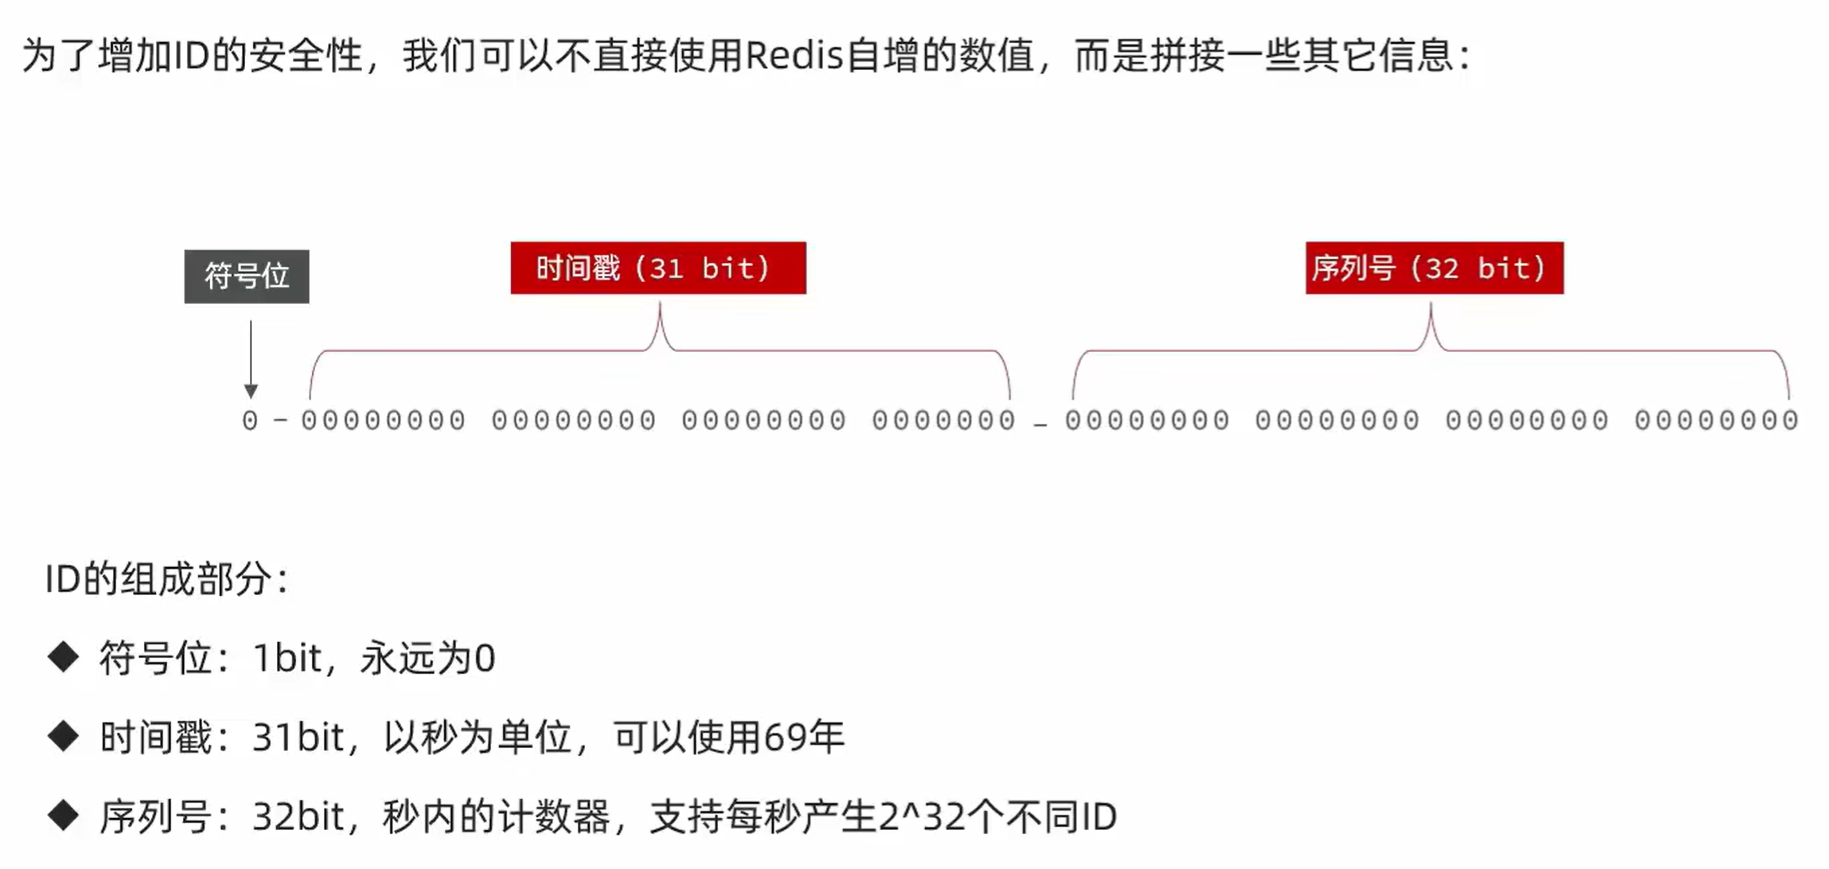 为了增加ID的安全性，我们可以不直接使用Redis自增的数值，而是拼接一些其它信息：
符号位
时间戳（31 bit）
序列号（32 bit）
0 - 00000000 00000000 00000000 0000000 - 00000000 00000000 00000000 00000000
ID的组成部分：
◆ 符号位：1bit，永远为0
◆ 时间戳：31bit，以秒为单位，可以使用69年
◆ 序列号：32bit，秒内的计数器，支持每秒产生2^32个不同ID